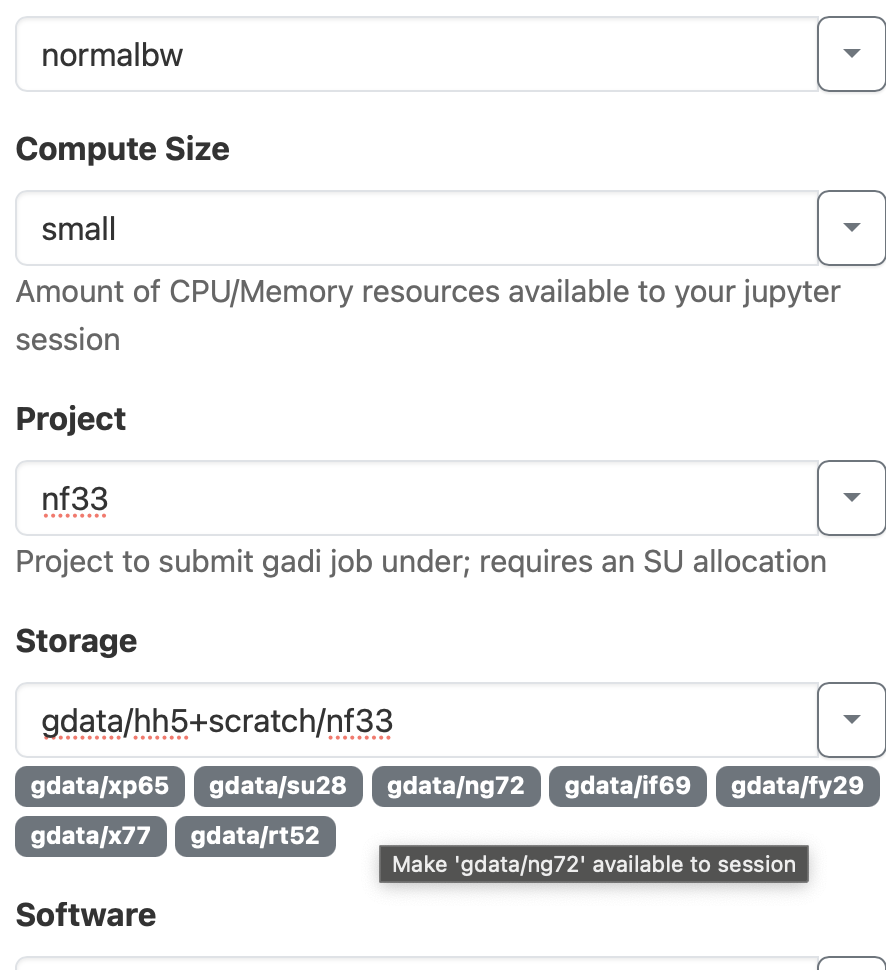 normalbw
Compute Size
small
Amount of CPU/Memory resources available to your jupyter
session
Project
nf33
Project to submit gadi job under; requires an SU allocation
Storage
gdata/hh5+scratch/nf33
gdata/xp65 gdata/su28 gdata/ng72 gdata/if69 gdata/fy29
gdata/x77 gdata/rt52
Make 'gdata/ng72' available to session
Software